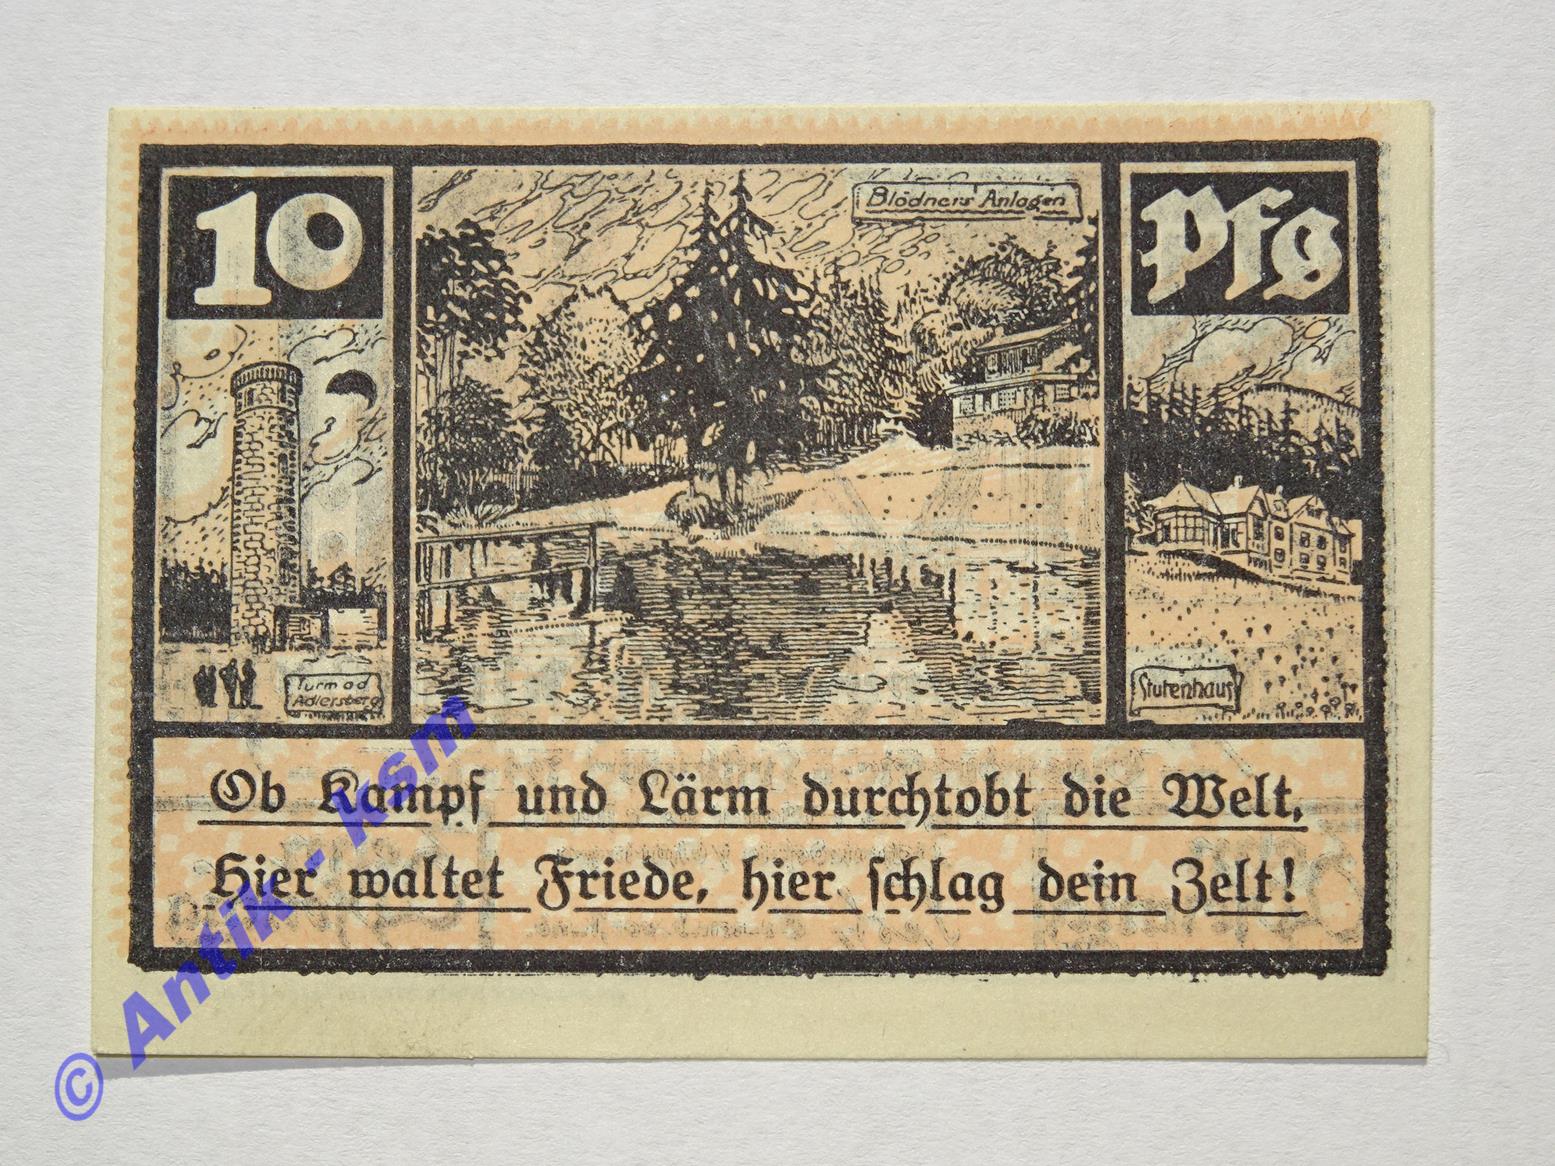 10
Pfg
Blödners' Anlagen
Turm a d
Adlersberg
Stutenhaus
Ob Kampf und Lärm durchtobt die Welt,
Hier waltet Friede, hier schlag dein Zelt!
© Antik-ksm